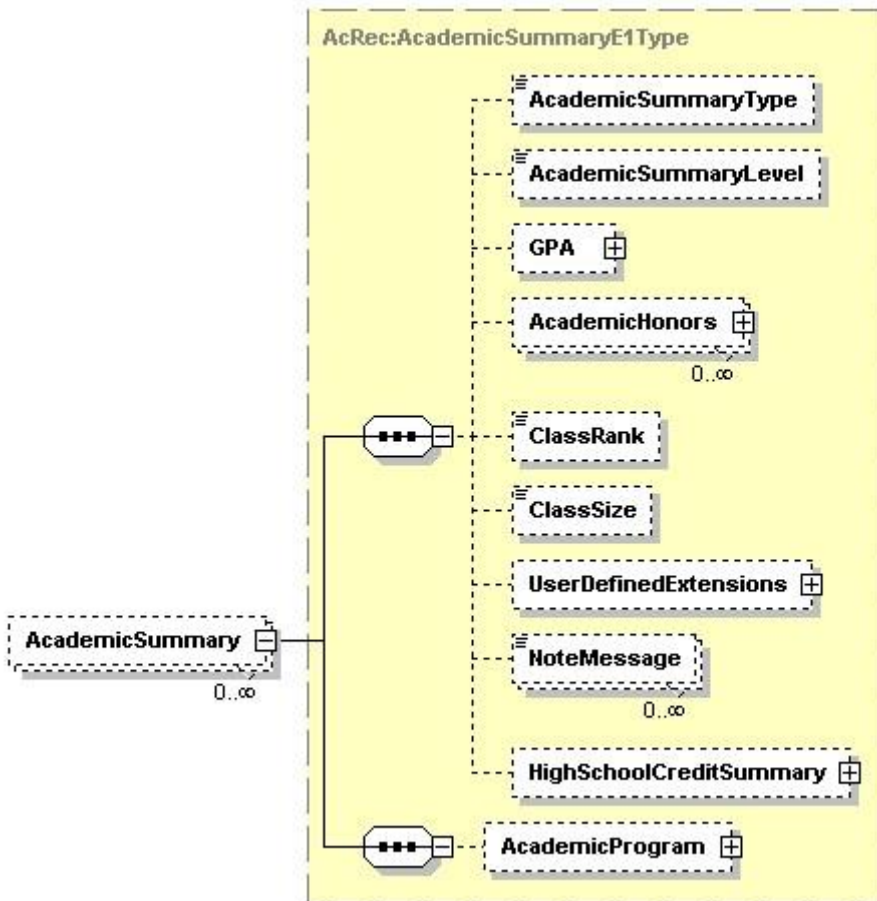 AcRec:AcademicSummaryE1Type
AcademicSummaryType
AcademicSummaryLevel
GPA
AcademicHonors
0..∞
ClassRank
ClassSize
UserDefinedExtensions
AcademicSummary
0..∞
NoteMessage
0..∞
HighSchoolCreditSummary
AcademicProgram